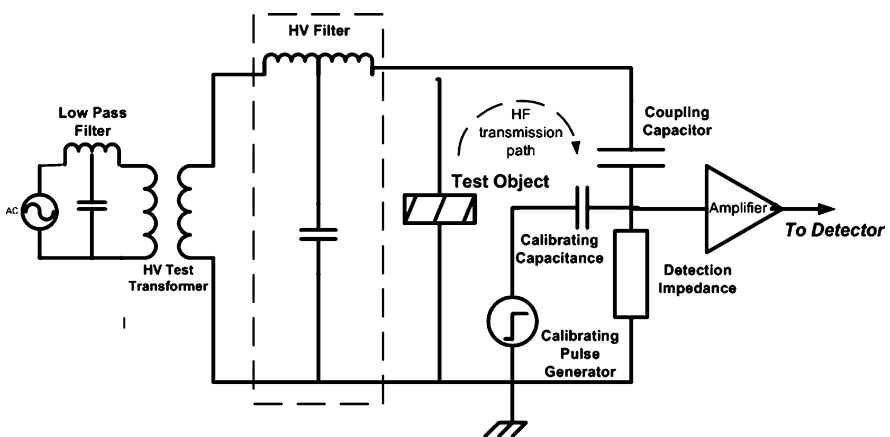 HV Filter
Low Pass
Filter
AC
HV Test
Transformer
HF
transmission
path
Coupling
Capacitor
Test Object
Calibrating
Capacitance
Amplifier
To Detector
Detection
Impedance
Calibrating
Pulse
Generator